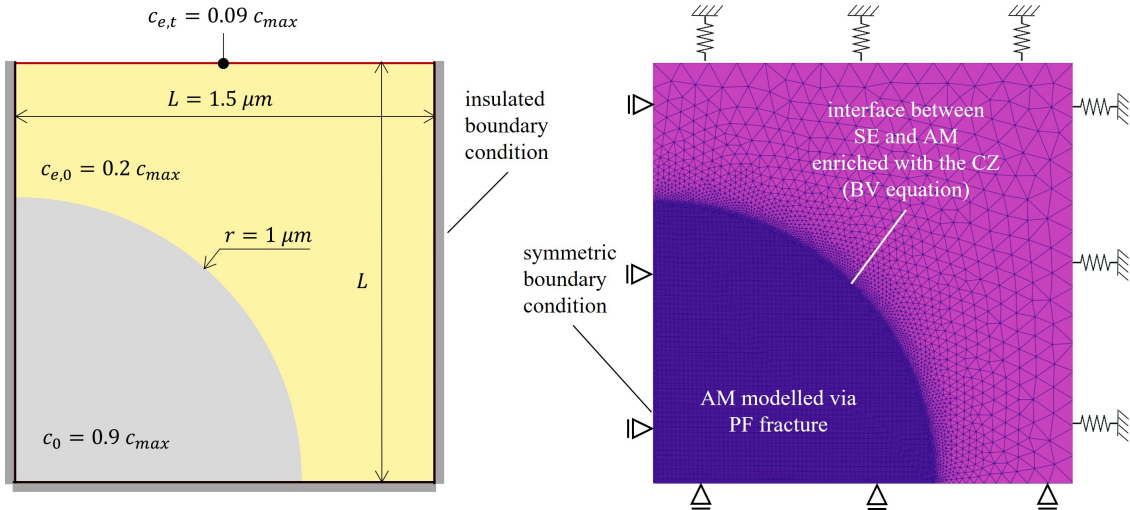 c_{e,t} = 0.09 c_{max}
L = 1.5 μm
insulated
boundary
condition
c_{e,0} = 0.2 c_{max}
r = 1 μm
L
c_0 = 0.9 c_{max}
interface between
SE and AM
enriched with the CZ
(BV equation)
symmetric
boundary
condition
AM modelled via
PF fracture